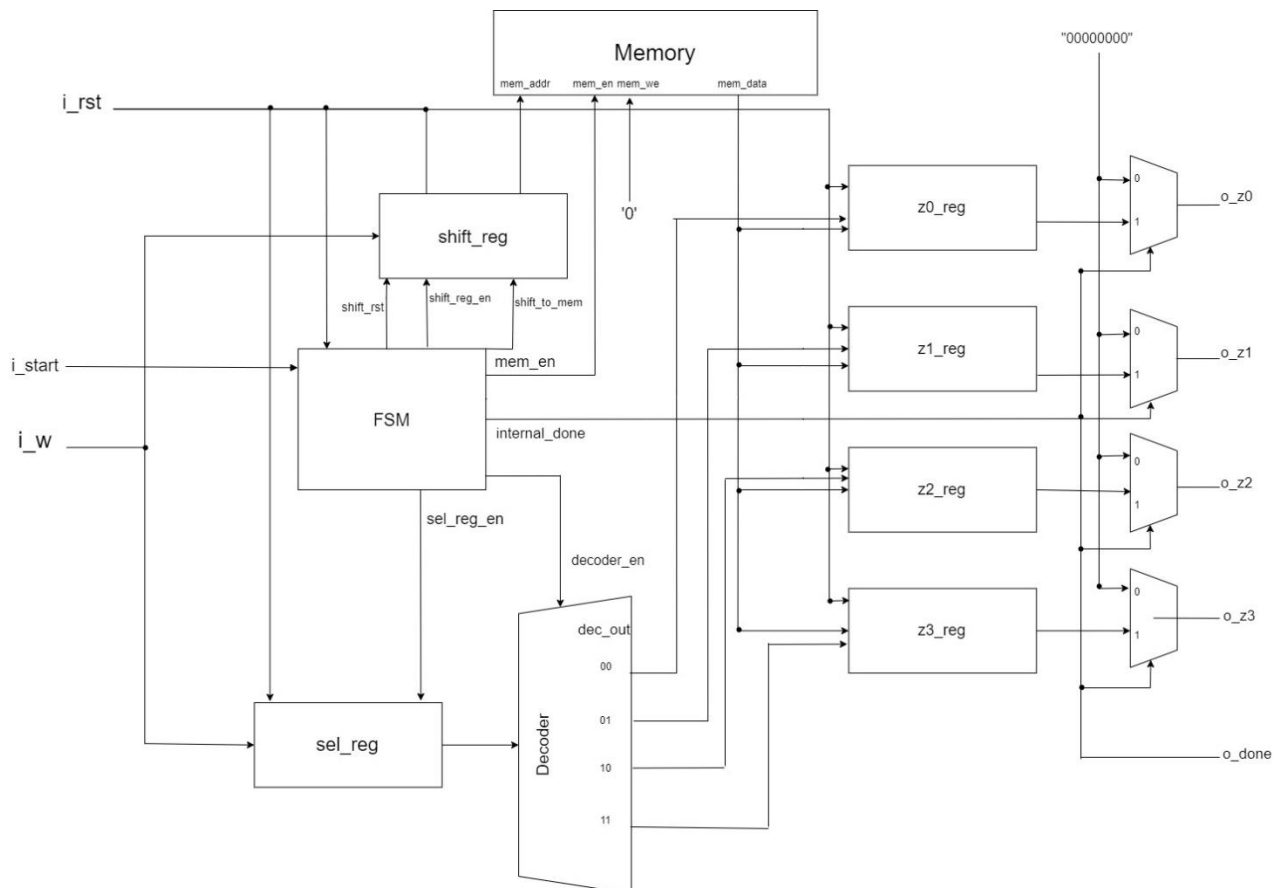 "00000000"
Memory
mem_addr mem_en mem_we mem_data
i_rst
0
o_z0
'0'
z0_reg
1
shift_reg
shift_rst
shift_reg_en
shift_to_mem
0
i_start
mem_en
z1_reg
o_z1
1
FSM
internal_done
i_w
0
z2_reg
o_z2
1
sel_reg_en
decoder_en
0
dec_out
z3_reg
o_z3
1
00
01
Decoder
sel_reg
o_done
10
11